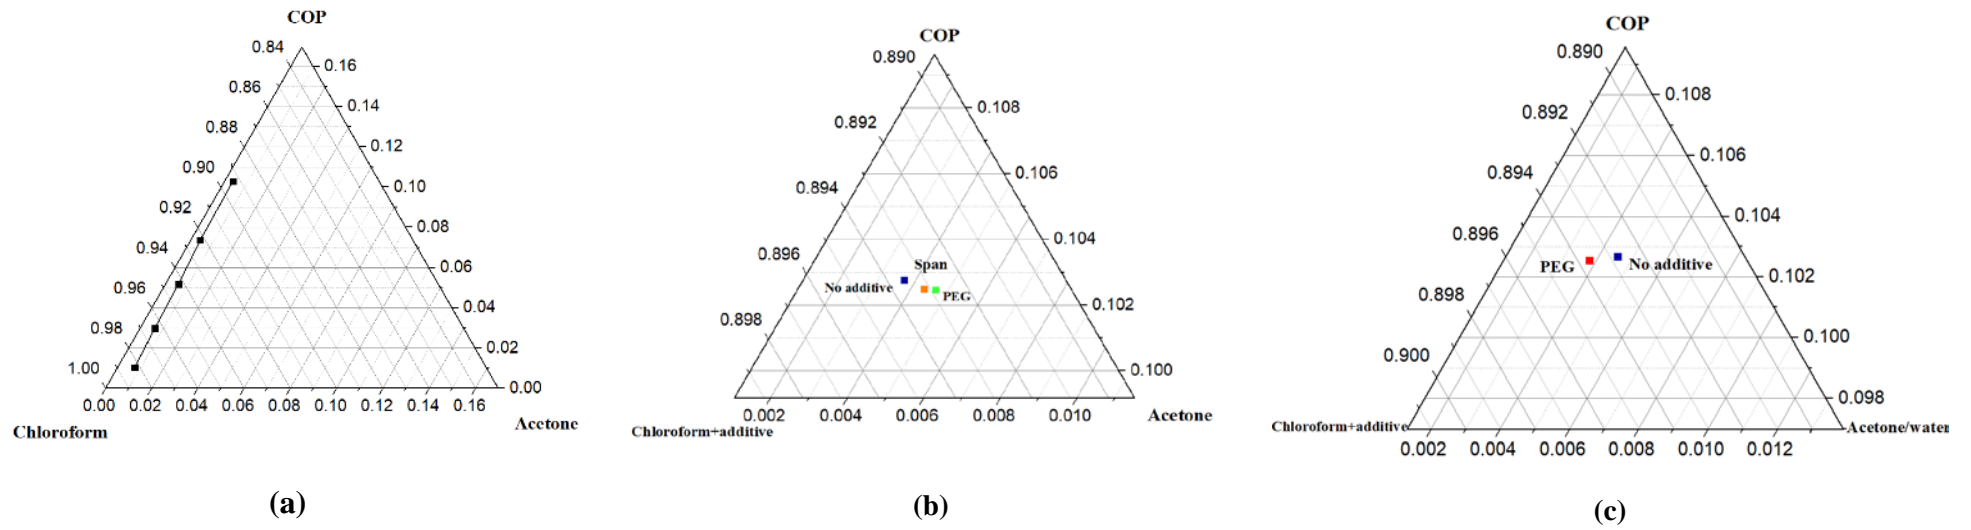 COP
0.84
0.86
0.88
0.90
0.92
0.94
0.96
0.98
1.00
0.16
0.14
0.12
0.10
0.08
0.06
0.04
0.02
0.00
0.00 0.02 0.04 0.06 0.08 0.10 0.12 0.14 0.16
Chloroform
Acetone
(a)
COP
0.890
0.892
0.894
0.896
0.898
0.108
0.106
0.104
0.102
0.100
Span
No additive
PEG
0.002 0.004 0.006 0.008 0.010
Chloroform+additive
Acetone
(b)
COP
0.890
0.892
0.894
0.896
0.898
0.900
0.108
0.106
0.104
0.102
0.100
0.098
PEG
No additive
Chloroform+additive
Acetone/water
0.002 0.004 0.006 0.008 0.010 0.012
(c)